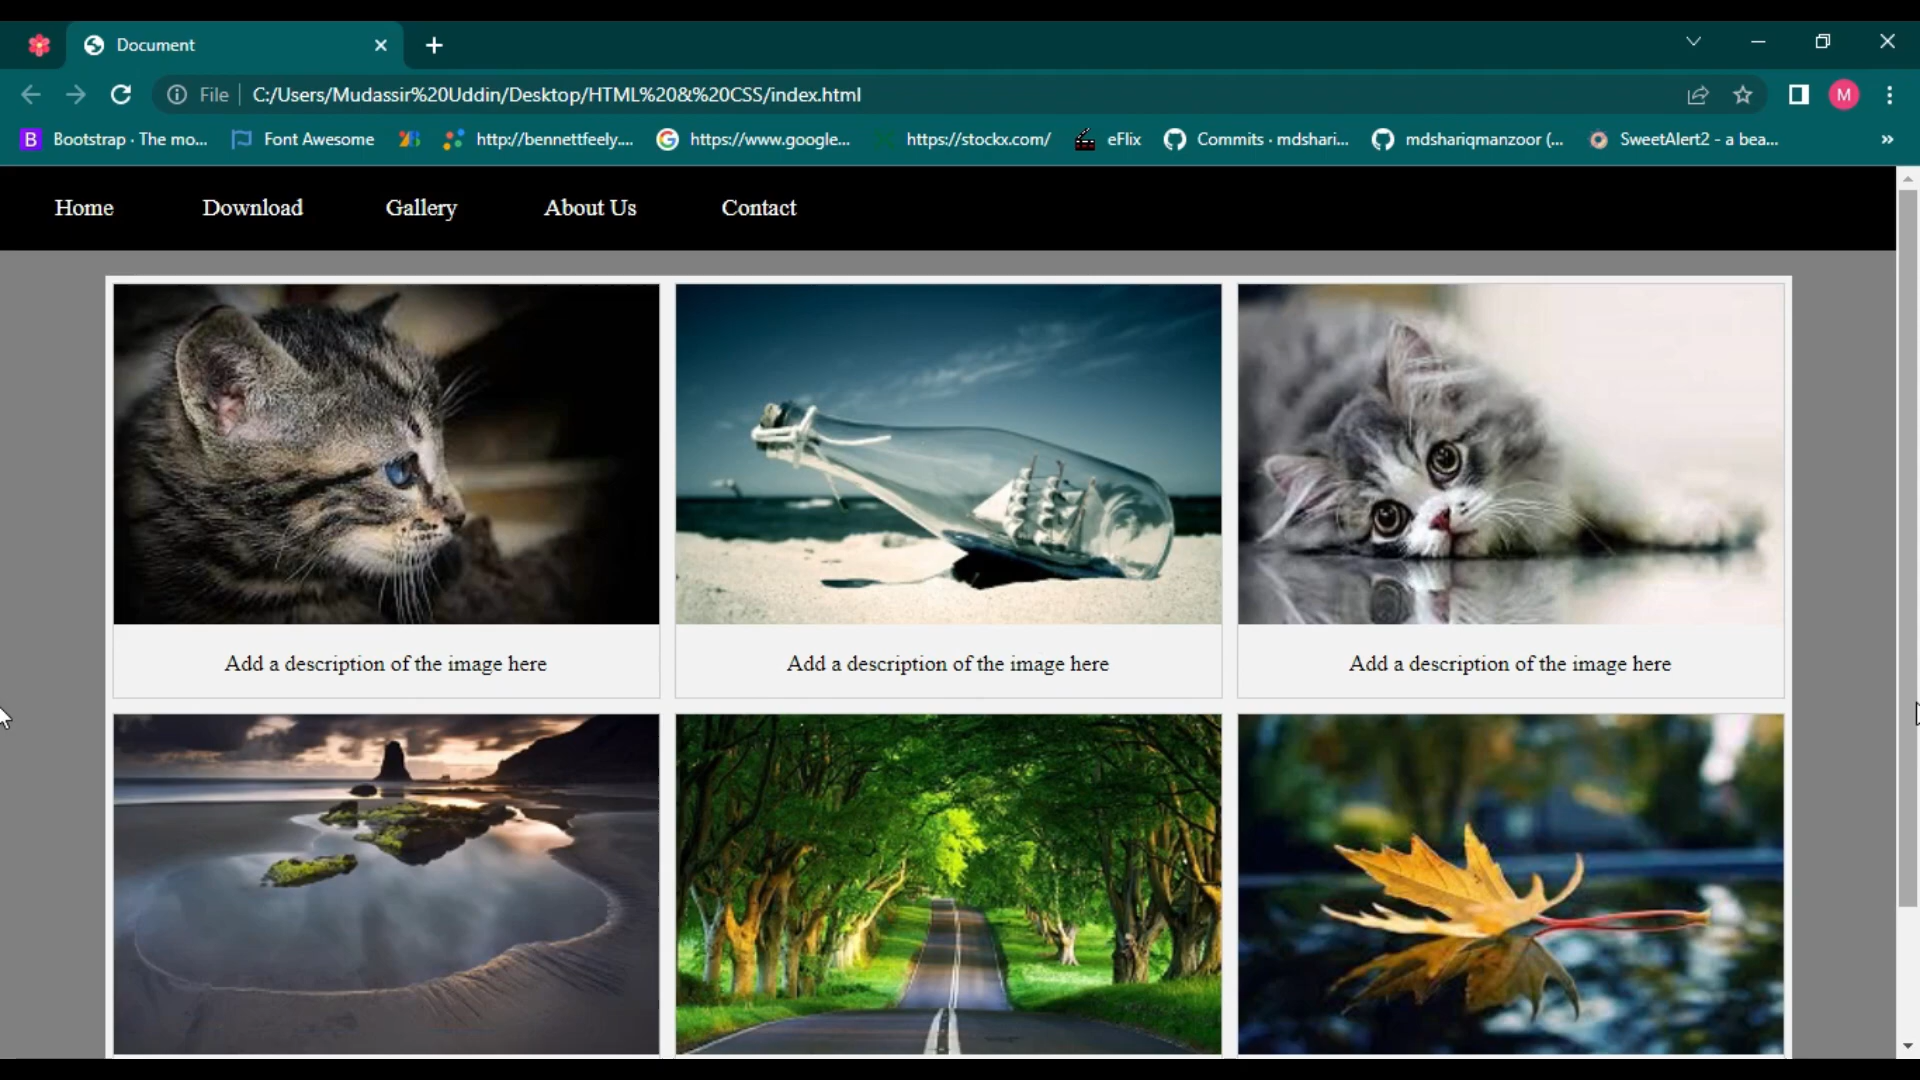 Document
File C:/Users/Mudassir%20Uddin/Desktop/HTML%20&%20CSS/index.html
M
B Bootstrap · The mo... Font Awesome http://bennettfeely.... https://www.google... https://stockx.com/ eFlix Commits · mdshari... mdshariqmanzoor (... SweetAlert2 - a bea... »
Home Download Gallery About Us Contact
Add a description of the image here Add a description of the image here Add a description of the image here